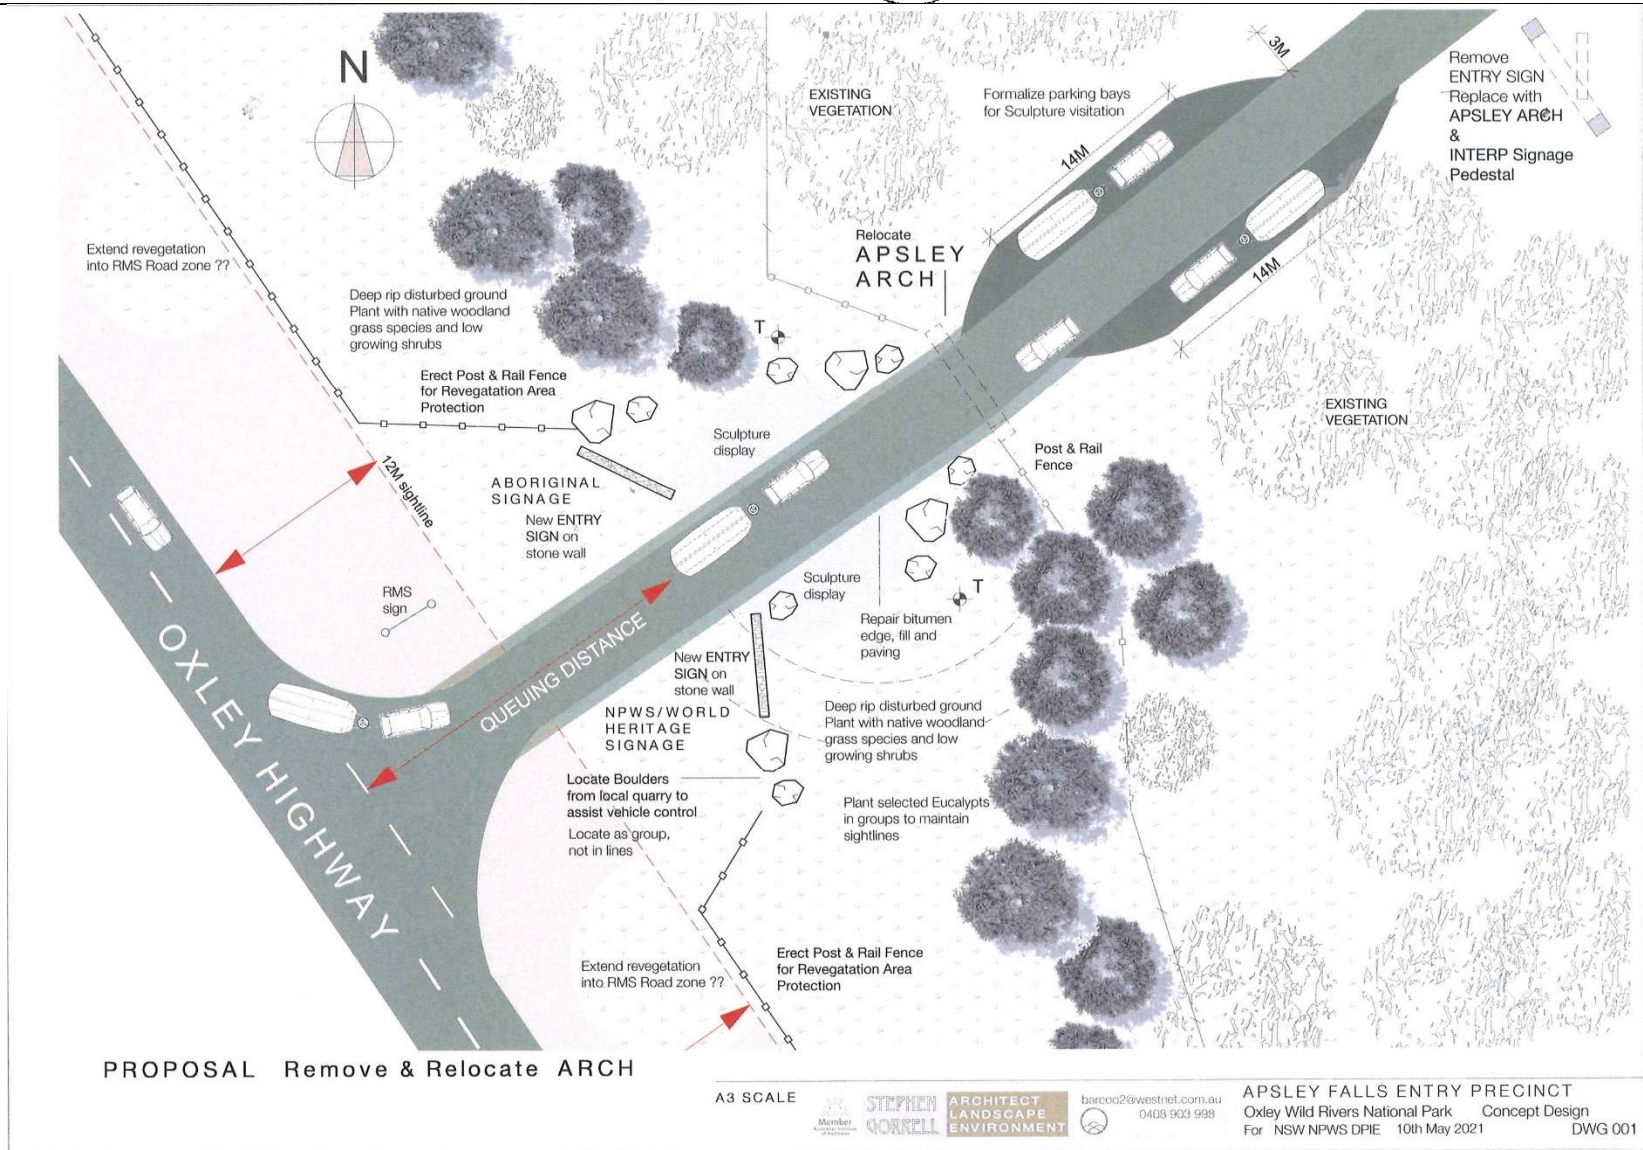 N
3M
Remove
ENTRY SIGN
Replace with
APSLEY ARCH
&
INTERP Signage
Pedestal
EXISTING
VEGETATION
Formalize parking bays
for Sculpture visitation
14M
Extend revegetation
into RMS Road zone ??
Relocate
APSLEY
ARCH
14M
Deep rip disturbed ground
Plant with native woodland
grass species and low
growing shrubs
T
Erect Post & Rail Fence
for Revegatation Area
Protection
EXISTING
VEGETATION
Sculpture
display
Post & Rail
Fence
12M sightline
ABORIGINAL
SIGNAGE
New ENTRY
SIGN on
stone wall
RMS
sign
Sculpture
display
T
Repair bitumen
edge, fill and
paving
QUEUING DISTANCE
New ENTRY
SIGN on
stone wall
NPWS/WORLD
HERITAGE
SIGNAGE
OXLEY HIGHWAY
Deep rip disturbed ground
Plant with native woodland
grass species and low
growing shrubs
Locate Boulders
from local quarry to
assist vehicle control
Locate as group,
not in lines
Plant selected Eucalypts
in groups to maintain
sightlines
Extend revegetation
into RMS Road zone ??
Erect Post & Rail Fence
for Revegatation Area
Protection
PROPOSAL Remove & Relocate ARCH
A3 SCALE
Member
STEPHEN
GORRELL
ARCHITECT
LANDSCAPE
ENVIRONMENT
barcoo2@westnet.com.au
0408 903 998
APSLEY FALLS ENTRY PRECINCT
Oxley Wild Rivers National Park Concept Design
For NSW NPWS DPIE 10th May 2021 DWG 001